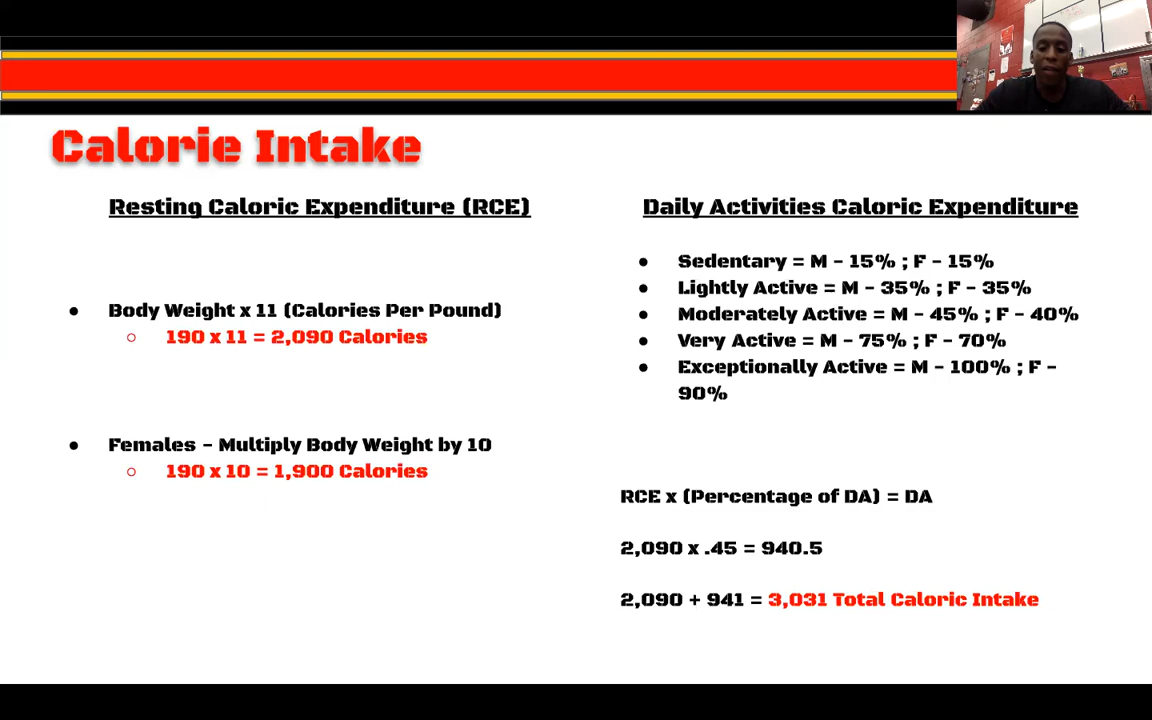 Calorie Intake
Resting Caloric Expenditure (RCE)
● Body Weight x 11 (Calories Per Pound)
○ 190 x 11 = 2,090 Calories
● Females - Multiply Body Weight by 10
○ 190 x 10 = 1,900 Calories
Daily Activities Caloric Expenditure
● Sedentary = M - 15% ; F - 15%
● Lightly Active = M - 35% ; F - 35%
● Moderately Active = M - 45% ; F - 40%
● Very Active = M - 75% ; F - 70%
● Exceptionally Active = M - 100% ; F -
90%
RCE x (Percentage of DA) = DA
2,090 x .45 = 940.5
2,090 + 941 = 3,031 Total Caloric Intake